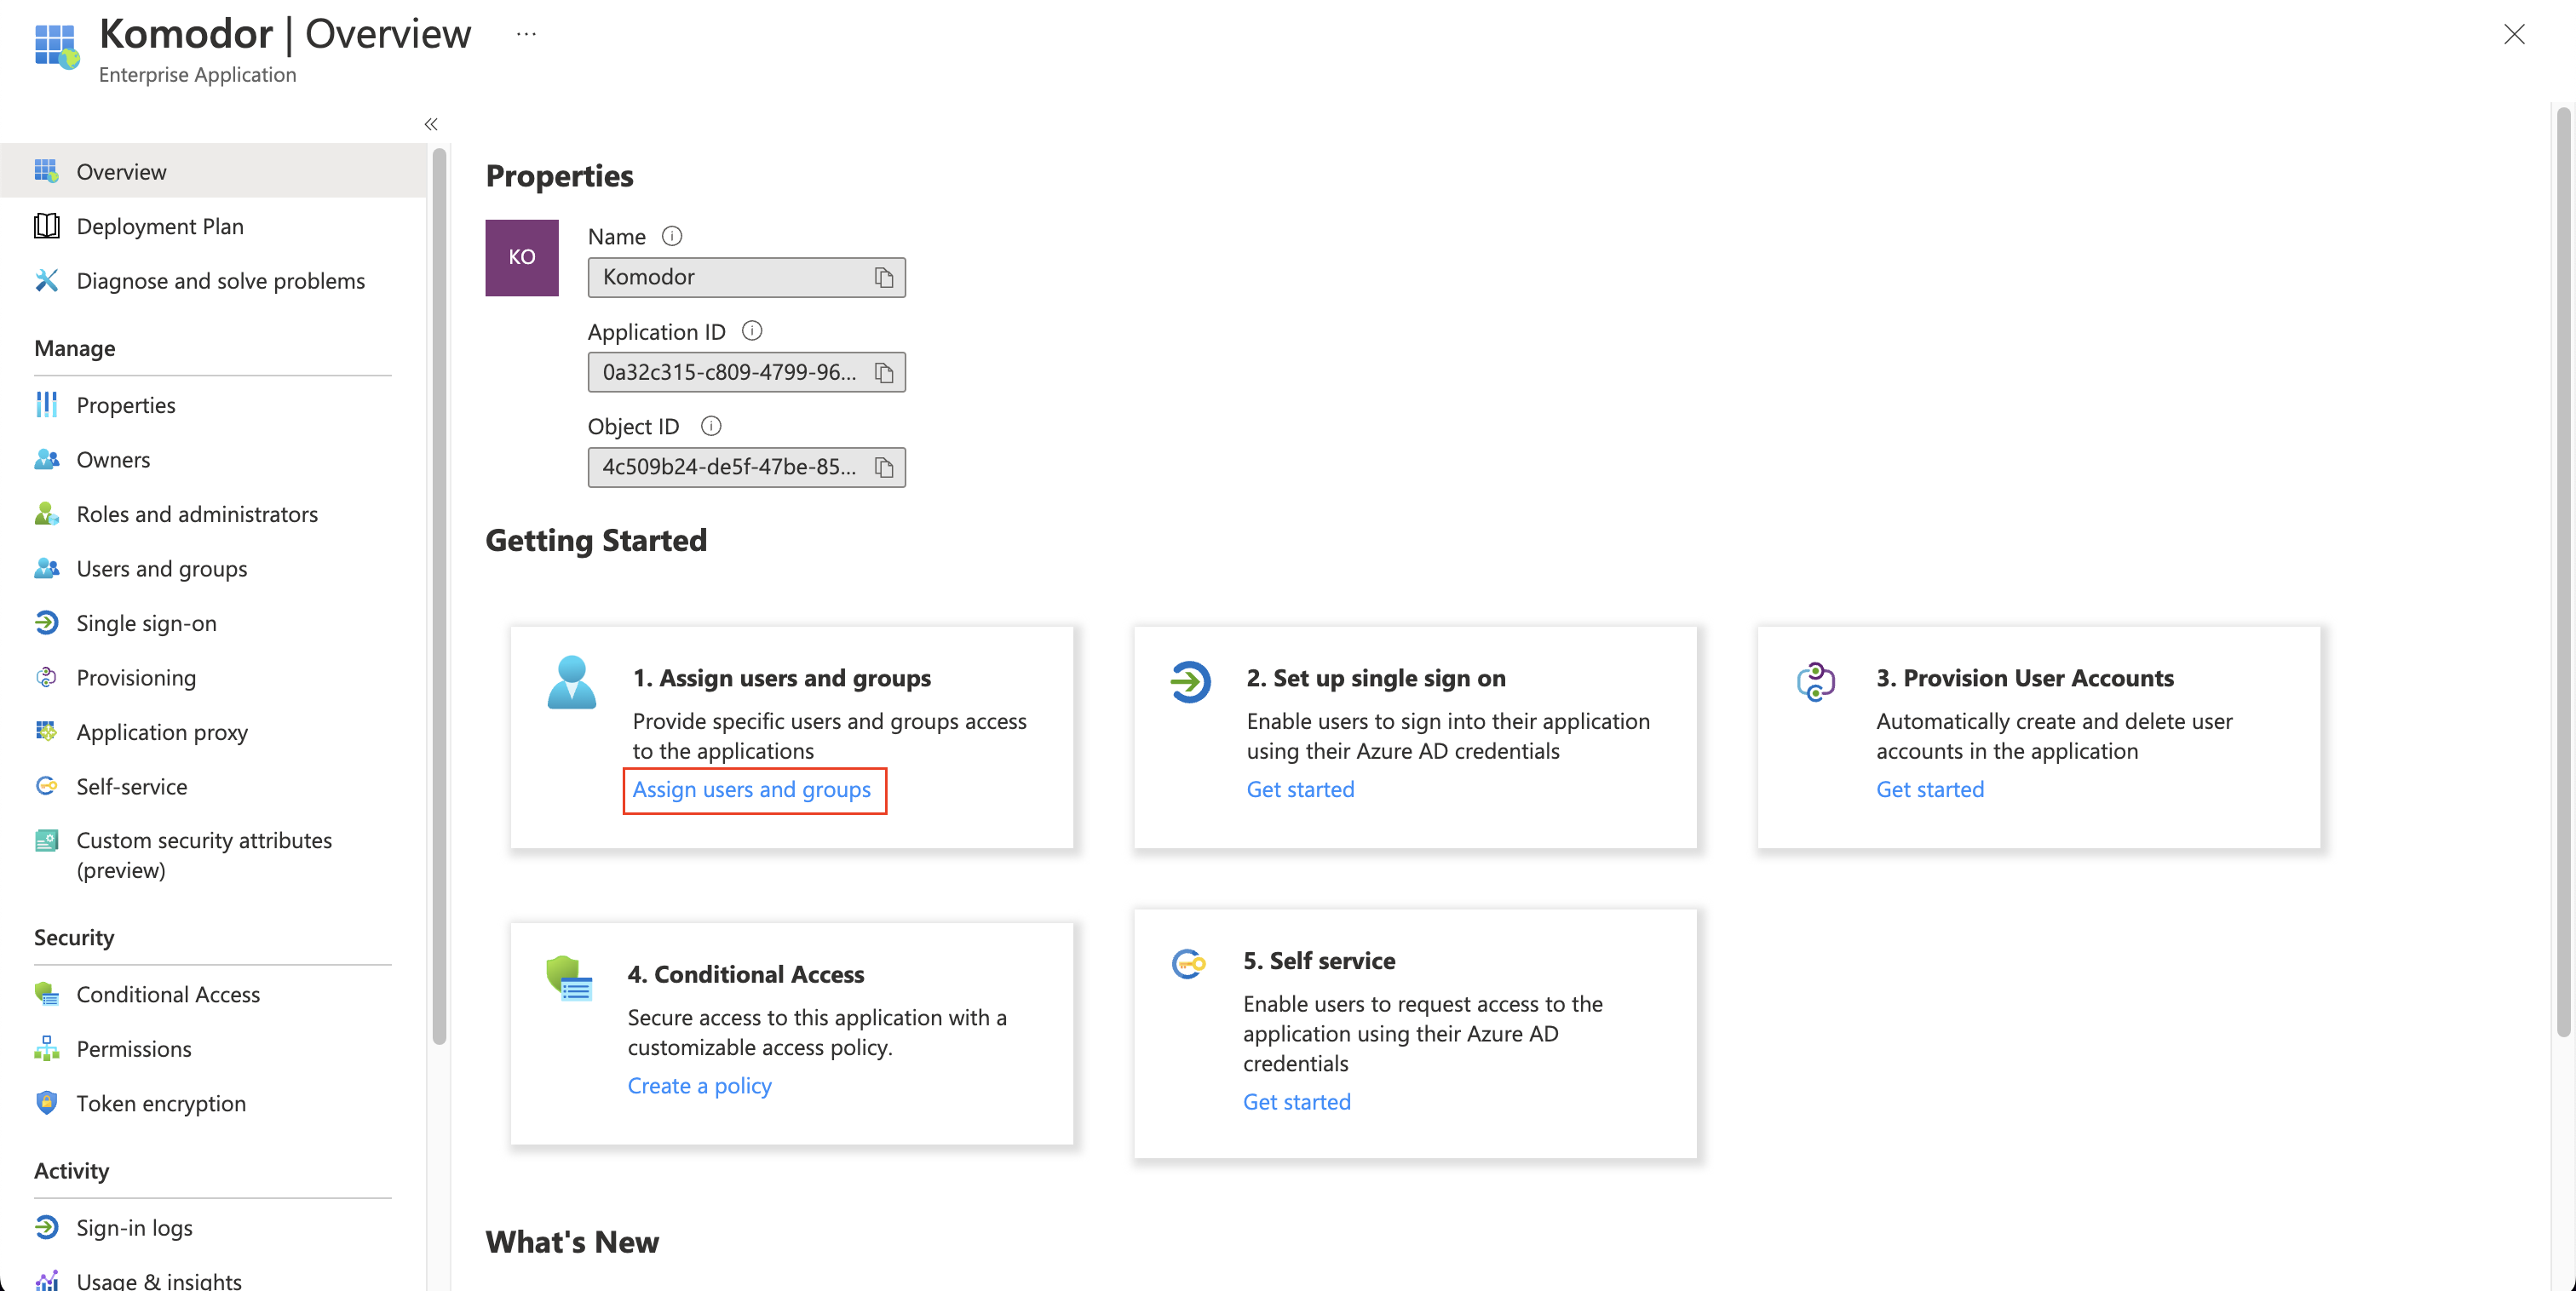 Komodor | Overview ...
Enterprise Application
«
Overview
Deployment Plan
Diagnose and solve problems
Manage
Properties
Owners
Roles and administrators
Users and groups
Single sign-on
Provisioning
Application proxy
Self-service
Custom security attributes
(preview)
Security
Conditional Access
Permissions
Token encryption
Activity
Sign-in logs
Usage & insights
Properties
KO
Name
Komodor
Application ID
0a32c315-c809-4799-96...
Object ID
4c509b24-de5f-47be-85...
Getting Started
1. Assign users and groups
Provide specific users and groups access
to the applications
Assign users and groups
2. Set up single sign on
Enable users to sign into their application
using their Azure AD credentials
Get started
3. Provision User Accounts
Automatically create and delete user
accounts in the application
Get started
4. Conditional Access
Secure access to this application with a
customizable access policy.
Create a policy
5. Self service
Enable users to request access to the
application using their Azure AD
credentials
Get started
What's New